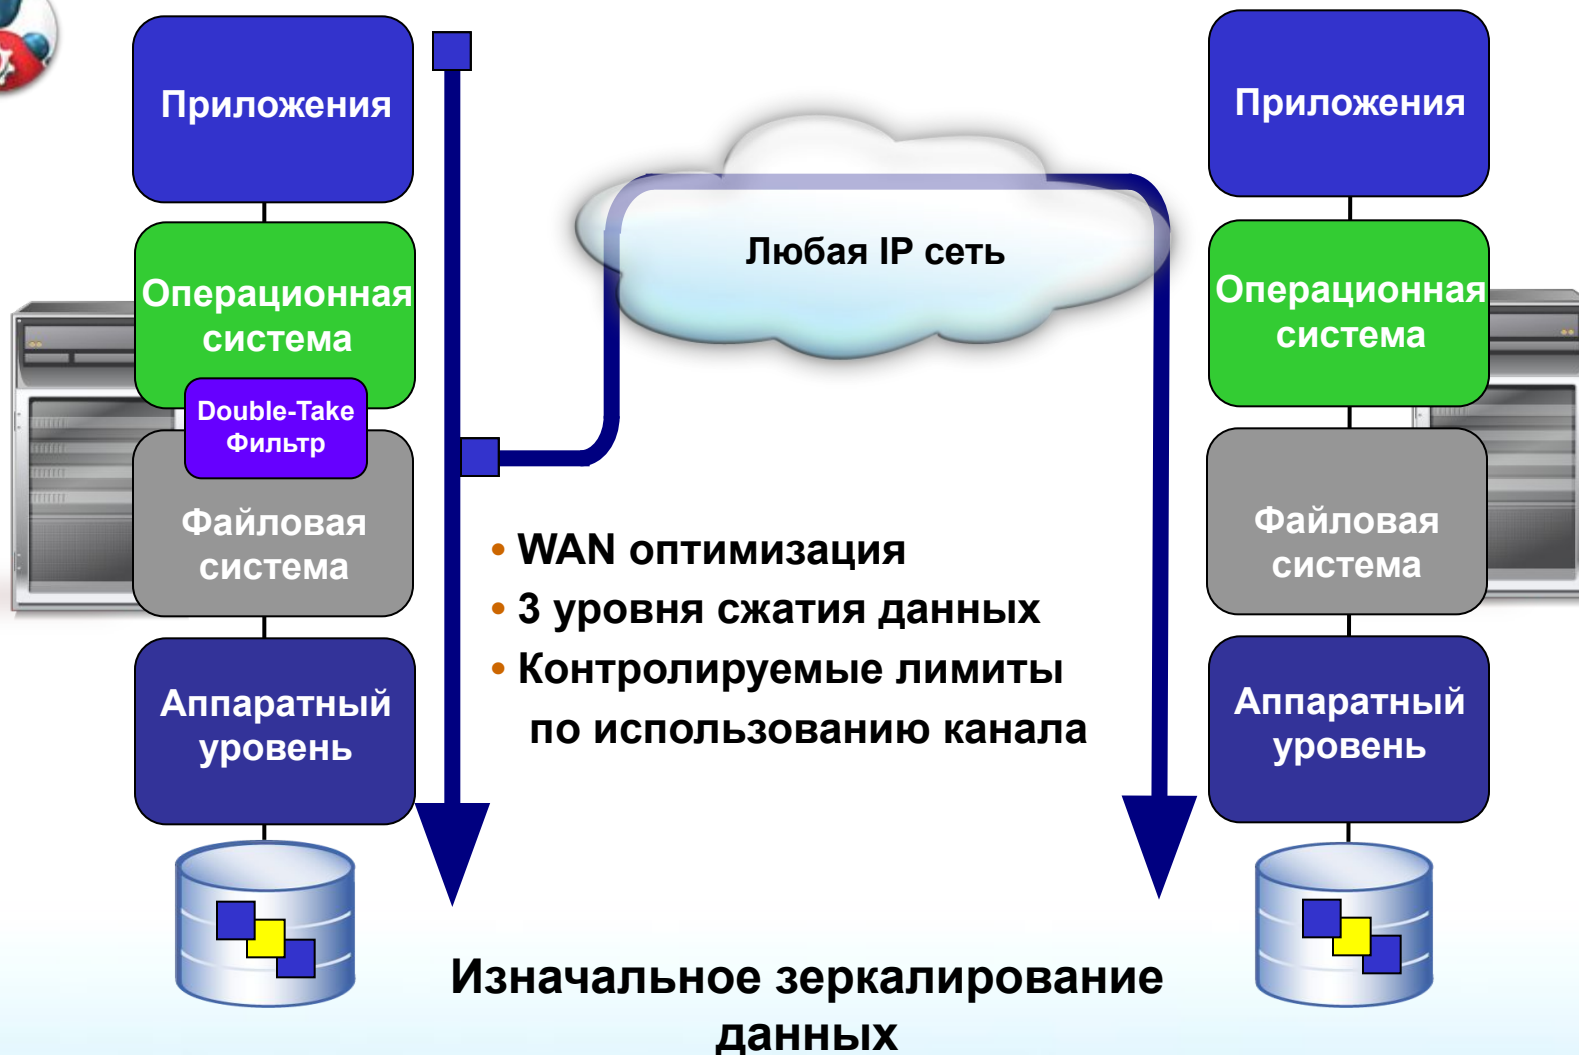 Приложения
Операционная
система
Double-Take
Фильтр
Файловая
система
Аппаратный
уровень
Любая IP сеть
• WAN оптимизация
• 3 уровня сжатия данных
• Контролируемые лимиты
по использованию канала
Приложения
Операционная
система
Файловая
система
Аппаратный
уровень
Изначальное зеркалирование
данных